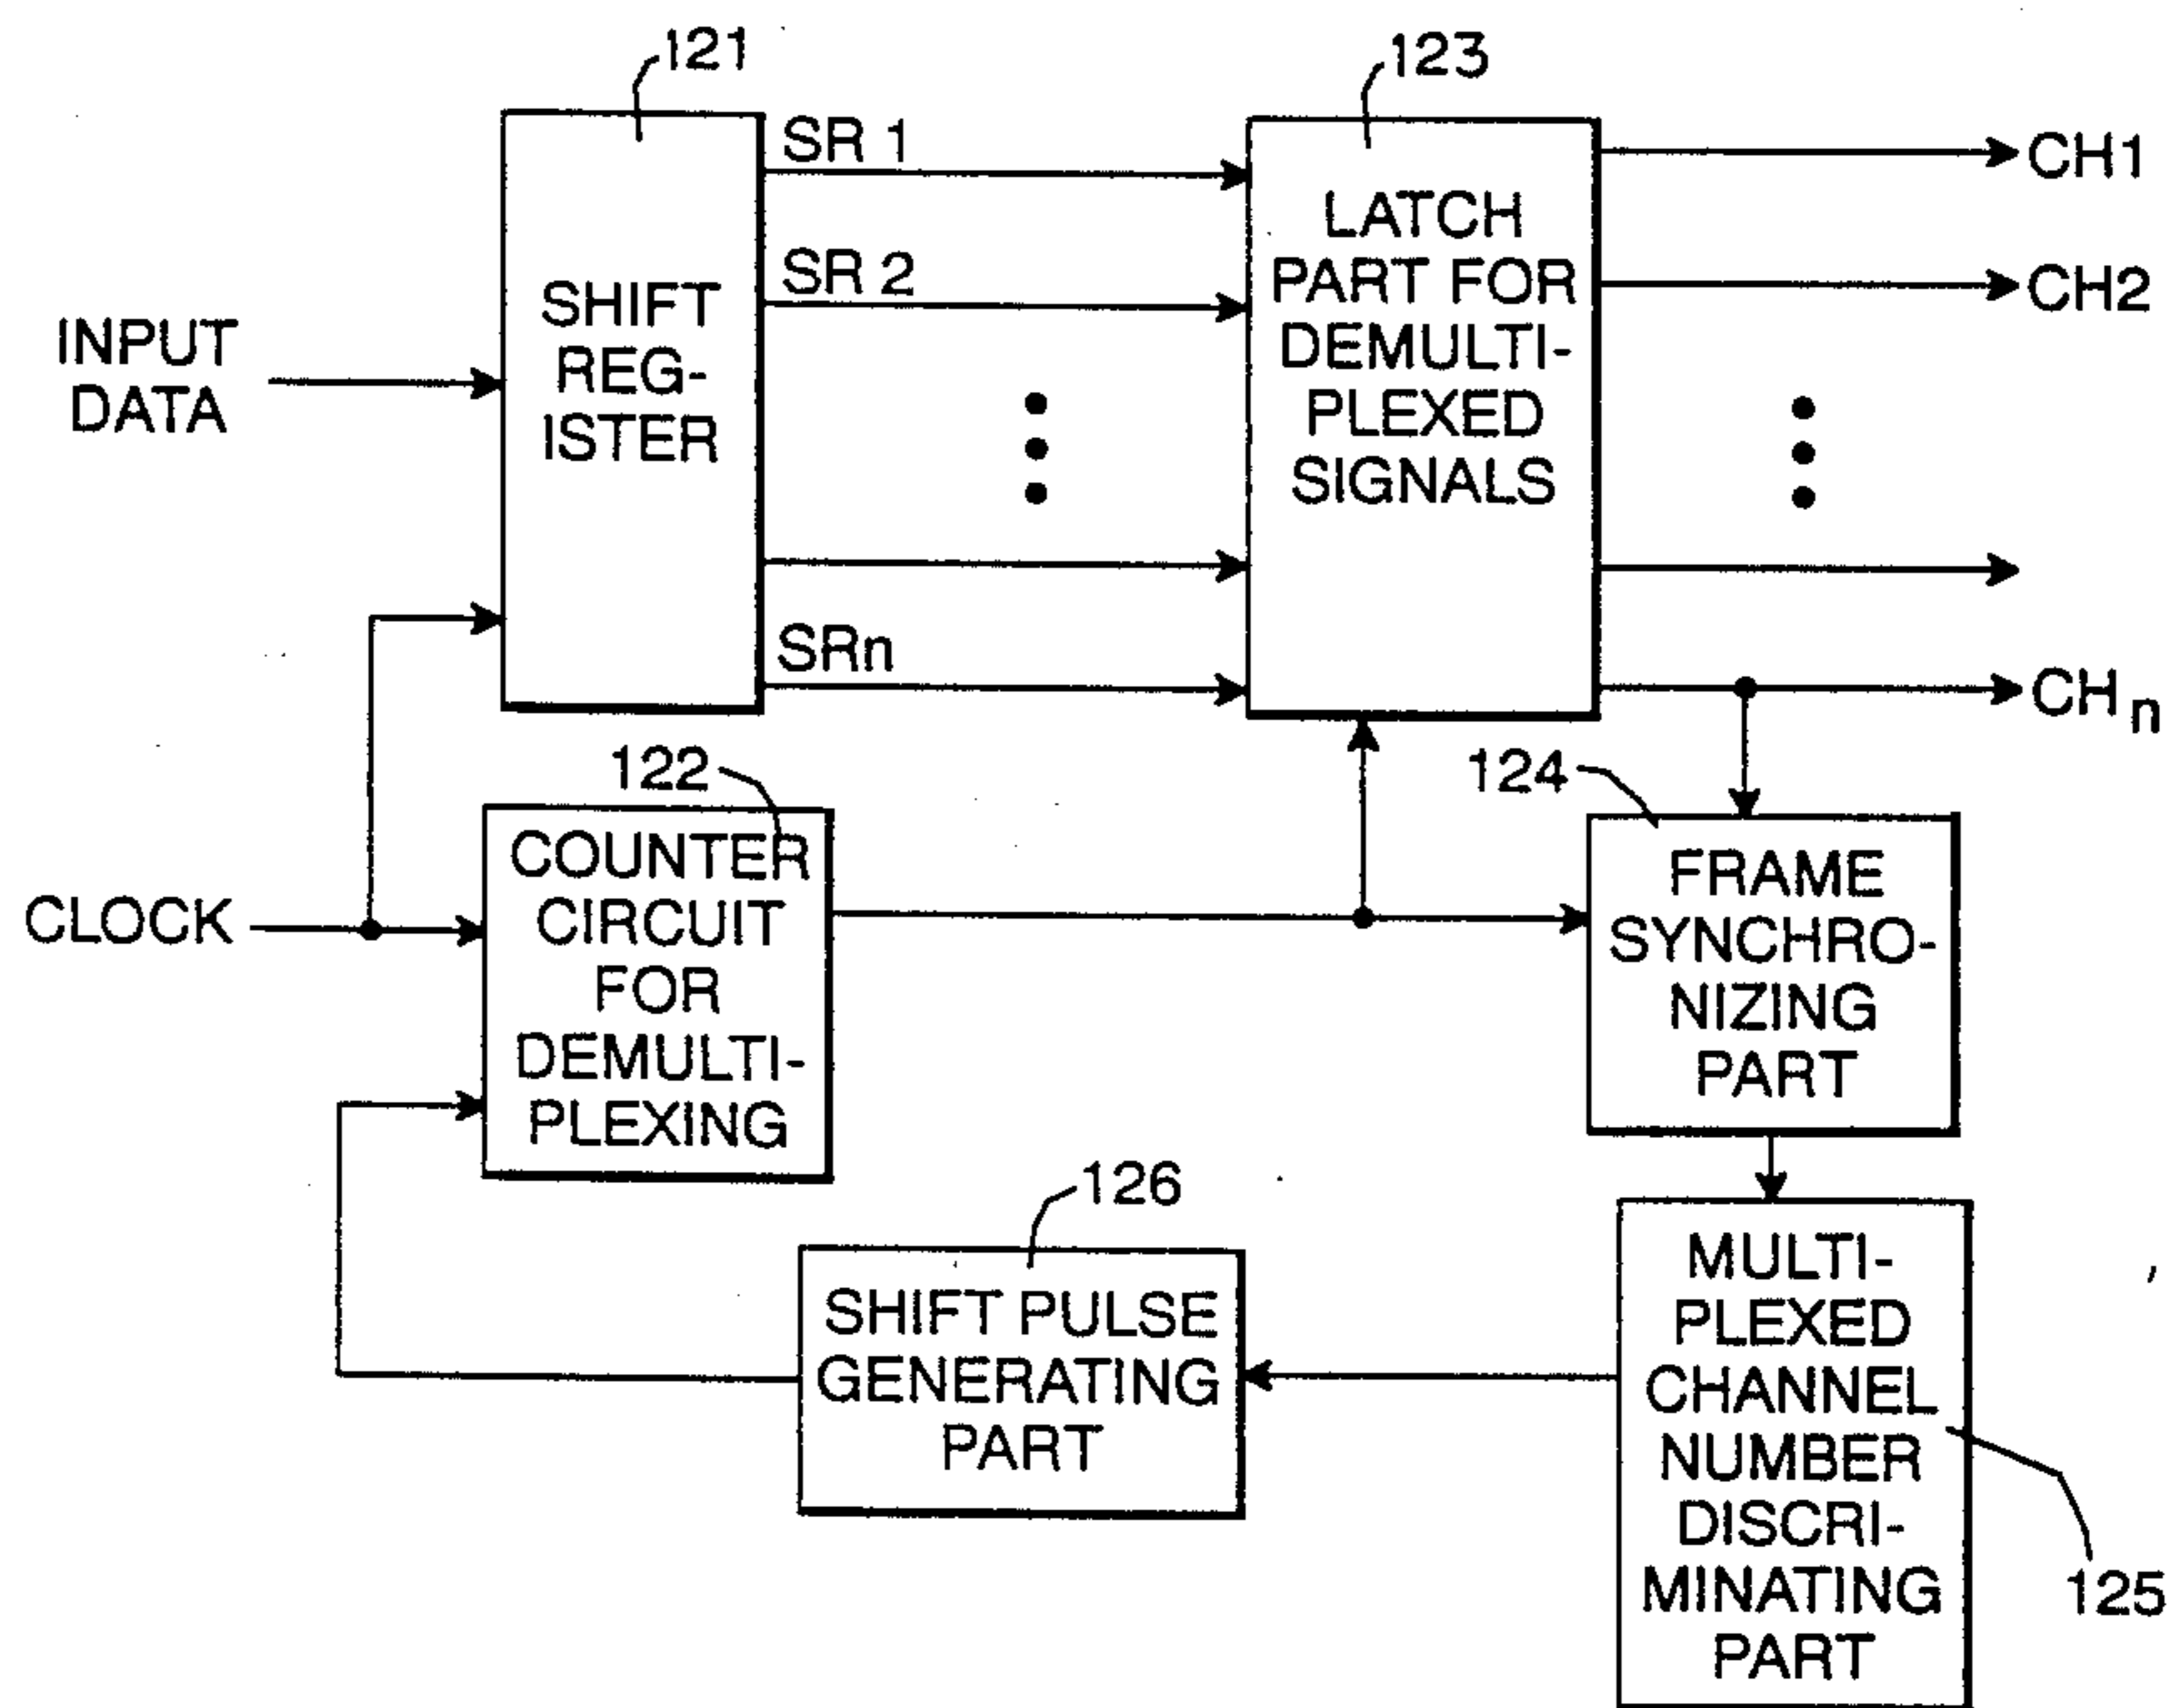 121
123
SR 1
CH1
LATCH
PART FOR
DEMULTI-
PLEXED
SIGNALS
SR 2
CH2
SHIFT
REG-
ISTER
INPUT
DATA
SRn
CHn
122
124
COUNTER
CIRCUIT
FOR
DEMULTI-
PLEXING
CLOCK
FRAME
SYNCHRO-
NIZING
PART
126
SHIFT PULSE
GENERATING
PART
MULTI-
PLEXED
CHANNEL
NUMBER
DISCRI-
MINATING
PART
125